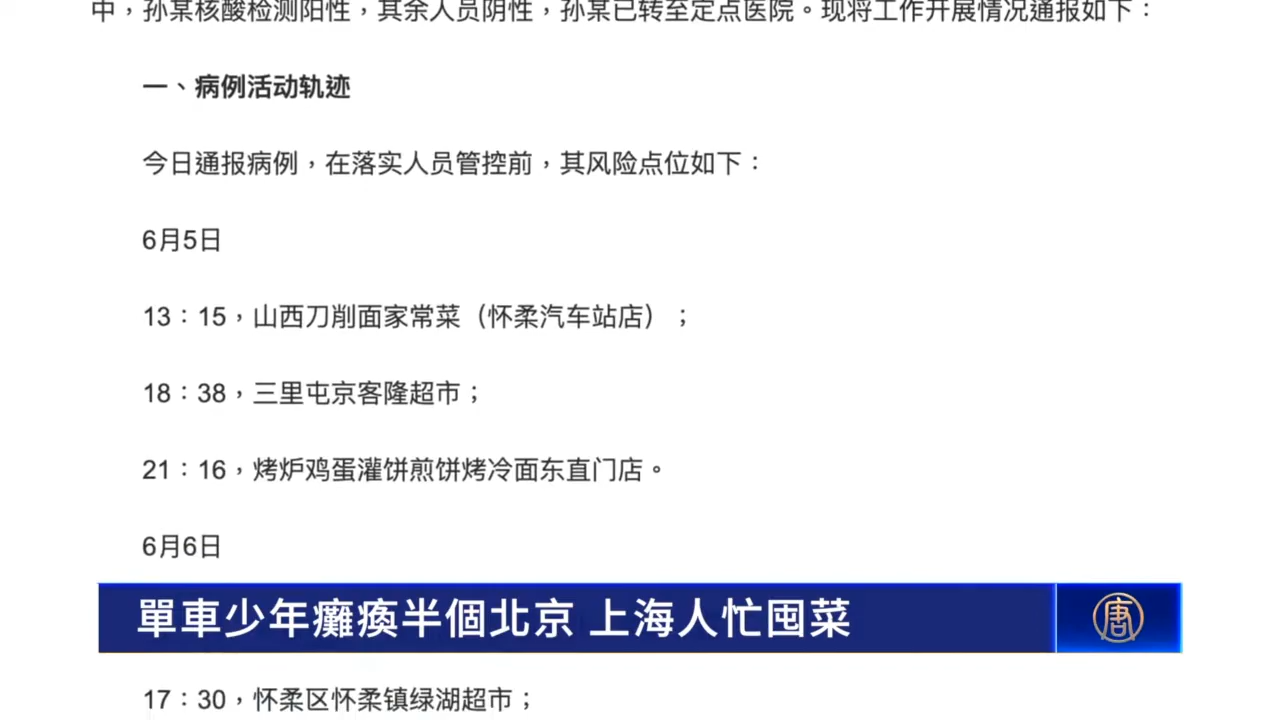 中，孙某核酸检测阳性，其余人员阴性，孙某已转至定点医院。现将工作开展情况通报如下：
一、病例活动轨迹
今日通报病例，在落实人员管控前，其风险点位如下：
6月5日
13：15，山西刀削面家常菜（怀柔汽车站店）；
18：38，三里屯京客隆超市；
21：16，烤炉鸡蛋灌饼煎饼烤冷面东直门店。
6月6日
單車少年癱瘓半個北京 上海人忙囤菜
唐
17：30，怀柔区怀柔镇绿湖超市；